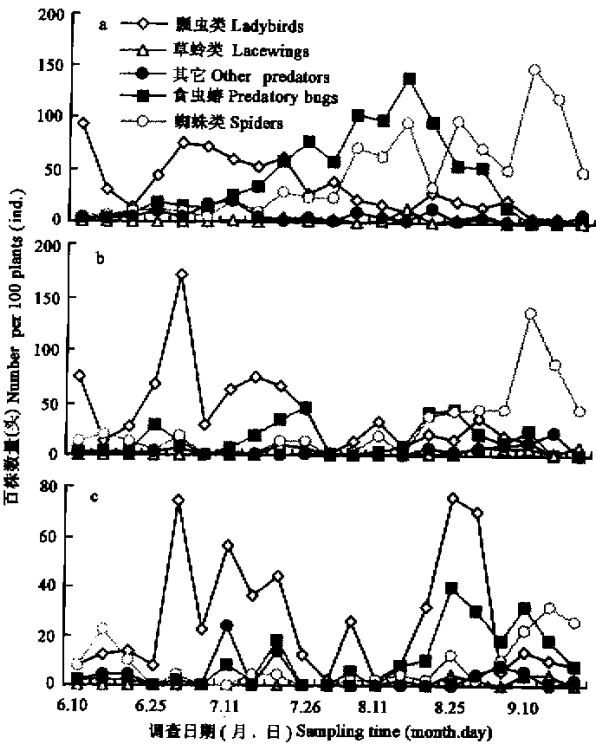 a
瓢虫类 Ladybirds
草蛉类 Lacewings
其它 Other predators
食虫蝽 Predatory bugs
蜘蛛类 Spiders
200
150
100
50
0
b
200
150
100
50
0
c
80
60
40
20
0
百株数量(头) Number per 100 plants (ind.)
6.10 6.25 7.11 7.26 8.11 8.25 9.10
调查日期(月.日) Sampling time (month.day)